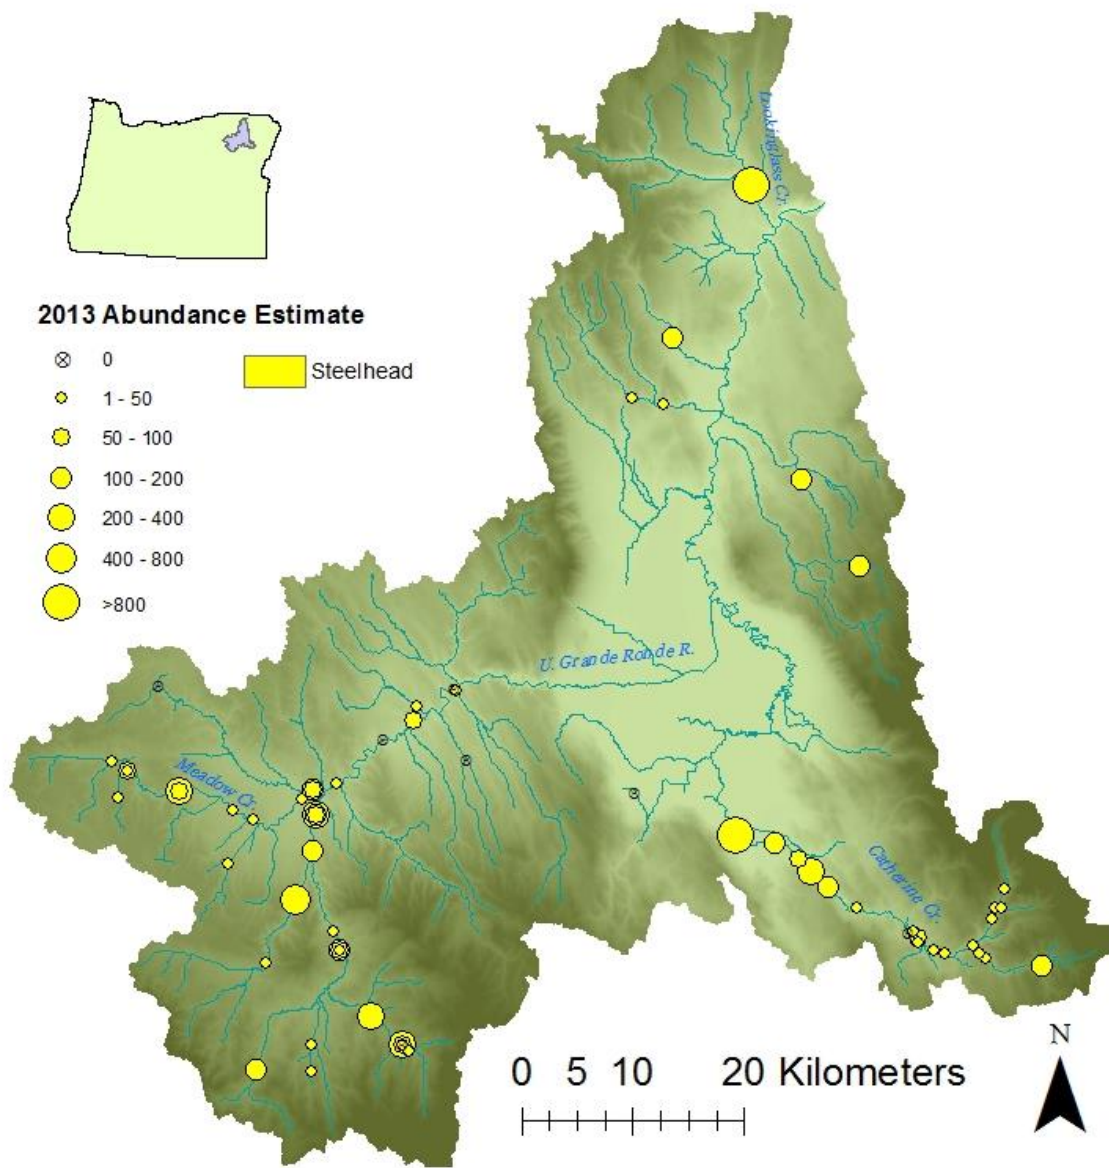 Lookinglass Cr.
2013 Abundance Estimate
0
Steelhead
1 - 50
50 - 100
100 - 200
200 - 400
400 - 800
>800
U. Grande Ronde R.
Meadow Cr.
Catherine Cr.
N
0 5 10 20 Kilometers